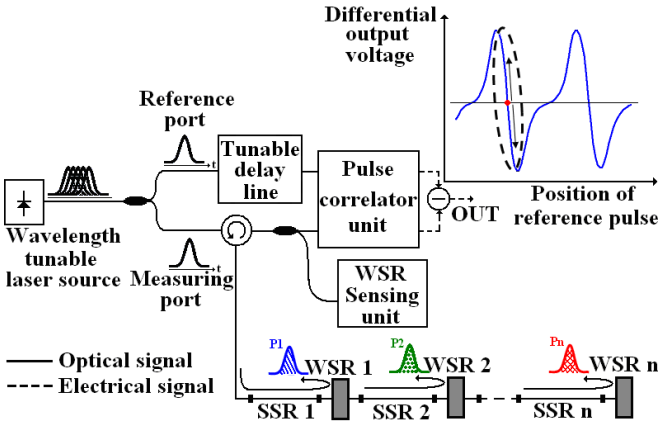 Differential
output
voltage
Reference
port
t
Tunable
delay
line
Pulse
correlator
unit
OUT
Position of
reference pulse
Wavelength
tunable
laser source
t
Measuring
port
WSR
Sensing
unit
Optical signal
Electrical signal
P1
WSR 1
P2
WSR 2
Pn
WSR n
SSR 1
SSR 2
SSR n